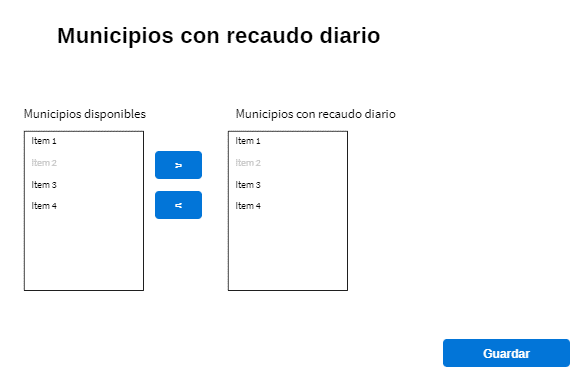 Municipios con recaudo diario
Municipios disponibles
Item 1
Item 2
Item 3
Item 4
>
<
Municipios con recaudo diario
Item 1
Item 2
Item 3
Item 4
Guardar